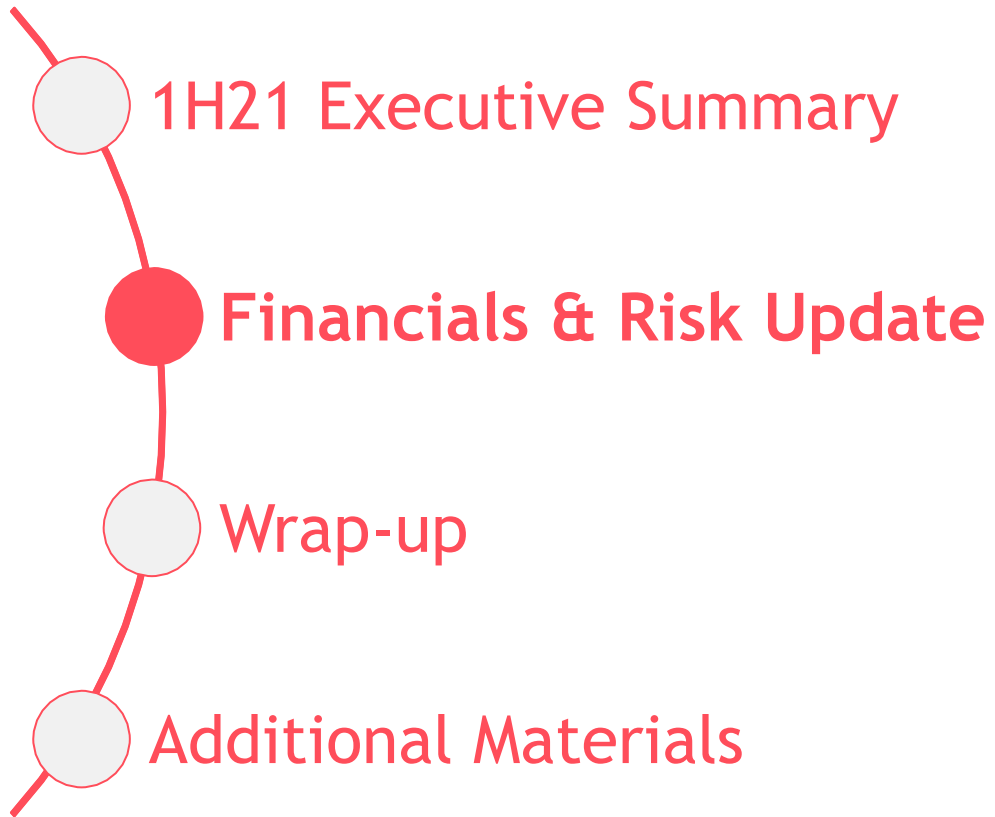 1H21 Executive Summary
Financials & Risk Update
Wrap-up
Additional Materials